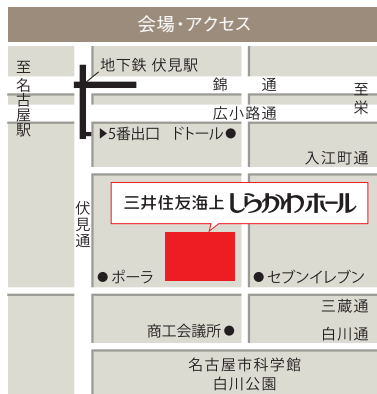 会場・アクセス
至名古屋駅
地下鉄 伏見駅
錦通
至栄
広小路通
5番出口 ドトール
入江町通
伏見通
三井住友海上 しらかわホール
ポーラ
セブンイレブン
三蔵通
商工会議所
白川通
名古屋市科学館
白川公園